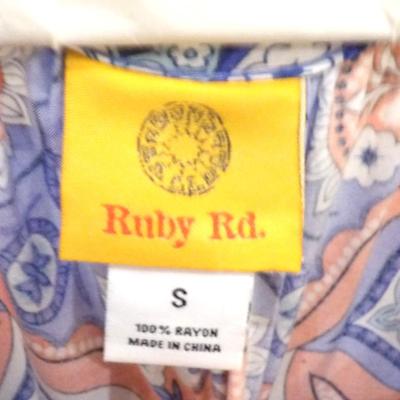 Ruby Rd.
S
100% RAYON
MADE IN CHINA